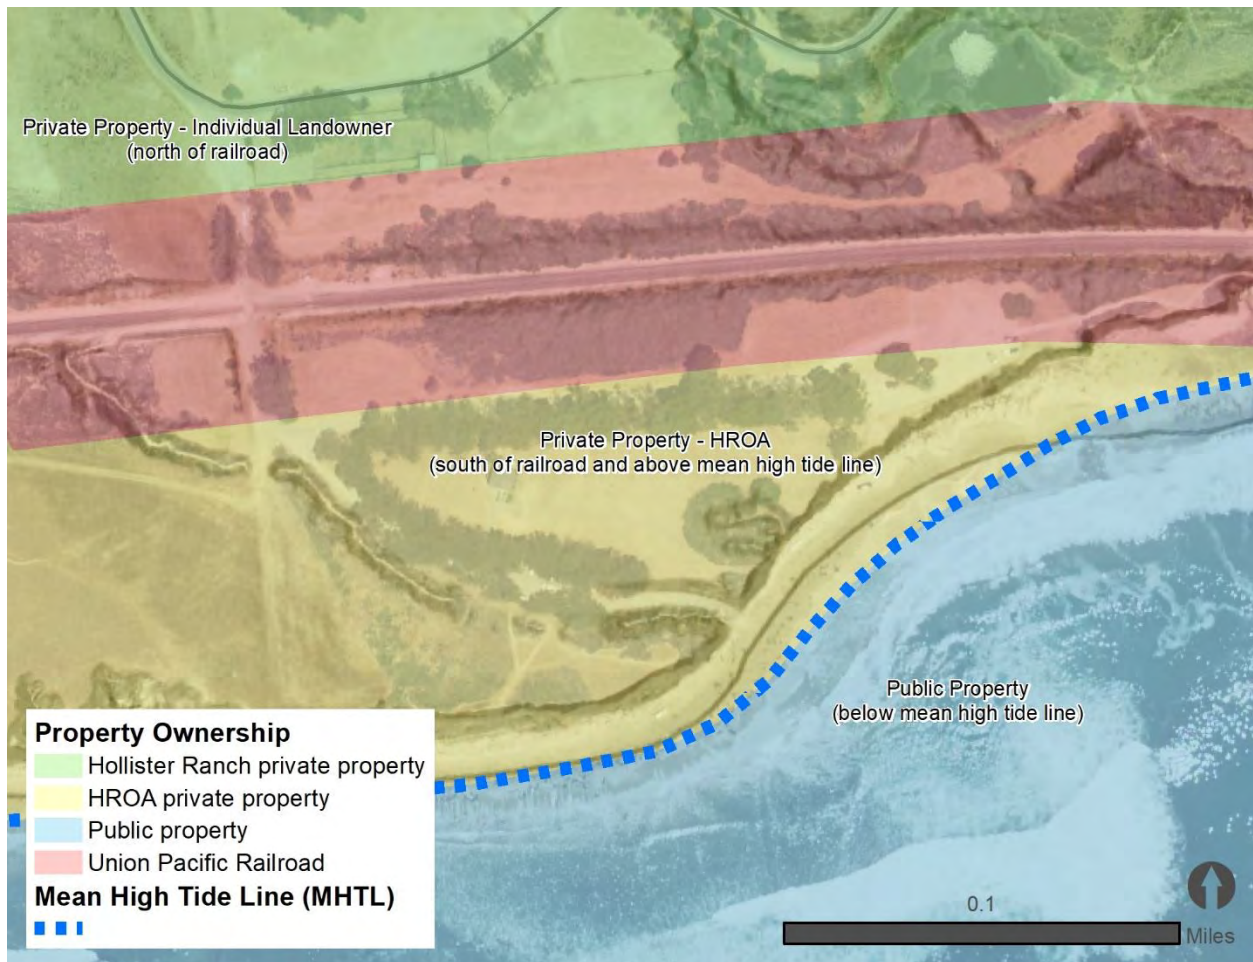 Private Property - Individual Landowner
(north of railroad)
Private Property - HROA
(south of railroad and above mean high tide line)
Public Property
(below mean high tide line)
Property Ownership
Hollister Ranch private property
HROA private property
Public property
Union Pacific Railroad
Mean High Tide Line (MHTL)
0.1
Miles